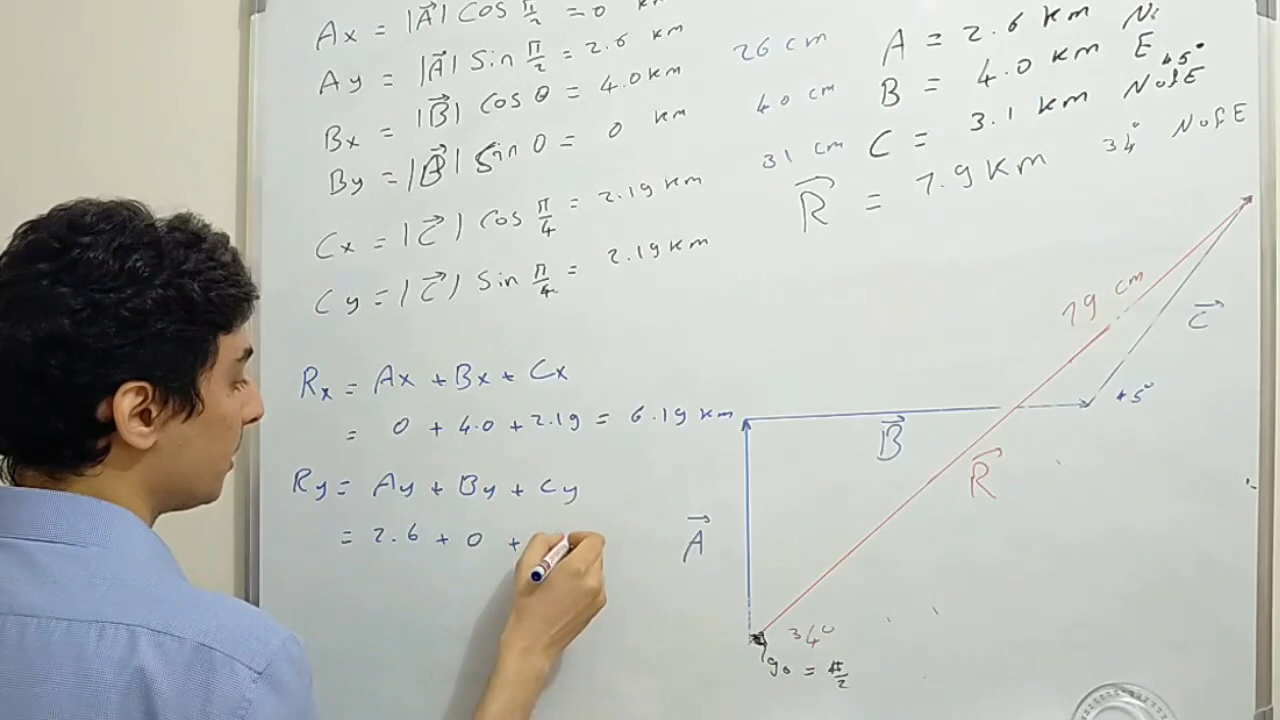 Ax = |A| cos π/2 = 0 km
Ay = |A| Sin π/2 = 2.6 km
Bx = |B| cos 0 = 4.0 km
By = |B| Sin 0 = 0 km
Cx = |C| cos π/4 = 2.19 km
Cy = |C| Sin π/4 = 2.19 km
Rx = Ax + Bx + Cx
= 0 + 4.0 + 2.19 = 6.19 km
Ry = Ay + By + Cy
= 2.6 + 0 +
26 cm A = 2.6 km N
40 cm B = 4.0 km E
31 cm C = 3.1 km 45° N of E
R = 7.9 km 34° N of E
79 cm
C
45°
B
R
A
34°
90 = π/2